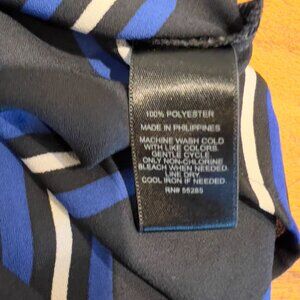 100% POLYESTER
MADE IN PHILIPPINES
MACHINE WASH COLD
WITH LIKE COLORS.
GENTLE CYCLE.
ONLY NON-CHLORINE
BLEACH WHEN NEEDED.
LINE DRY.
COOL IRON IF NEEDED.
RN# 55285